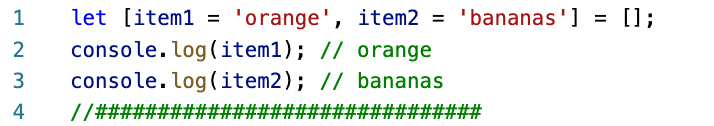 1 let [item1 = 'orange', item2 = 'bananas'] = [];
2 console.log(item1); // orange
3 console.log(item2); // bananas
4 //###############################